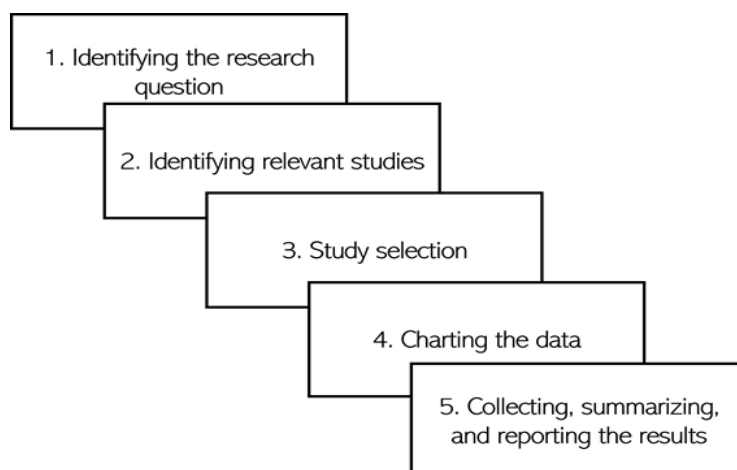 1. Identifying the research
question
2. Identifying relevant studies
3. Study selection
4. Charting the data
5. Collecting, summarizing,
and reporting the results